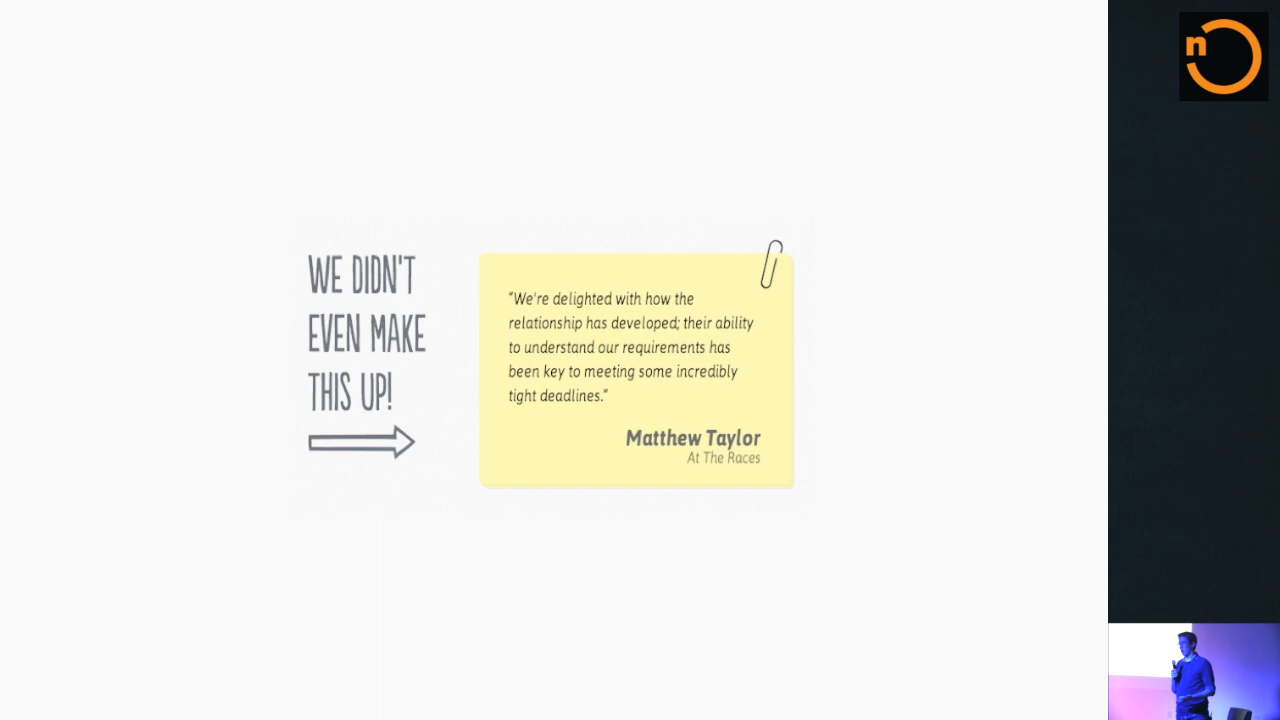 WE DIDN'T
EVEN MAKE
THIS UP!
“We're delighted with how the
relationship has developed; their ability
to understand our requirements has
been key to meeting some incredibly
tight deadlines.”
Matthew Taylor
At The Races
n